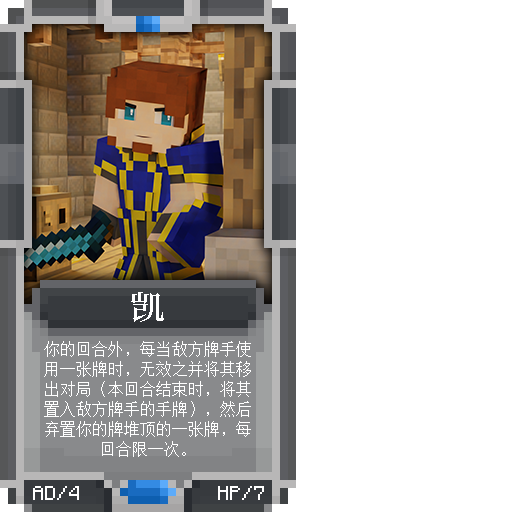 凯
你的回合外，每当敌方牌手使
用一张牌时，无效之并将其移
出对局（本回合结束时，将其
置入敌方牌手的手牌），然后
弃置你的牌堆顶的一张牌，每
回合限一次。
AD/4 HP/7